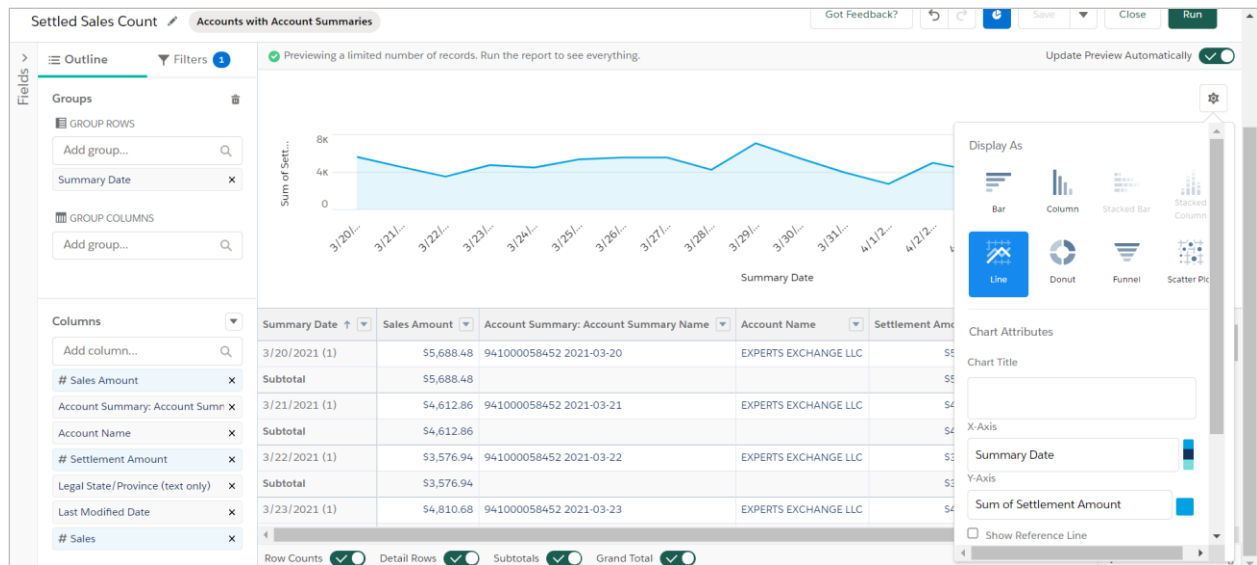 Settled Sales Count
Accounts with Account Summaries
Got Feedback?
Save
Close
Run
Fields
Outline
Filters 1
Previewing a limited number of records. Run the report to see everything.
Update Preview Automatically
Groups
GROUP ROWS
Add group...
Summary Date
GROUP COLUMNS
Add group...
Columns
Add column...
# Sales Amount
Account Summary: Account Summ
Account Name
# Settlement Amount
Legal State/Province (text only)
Last Modified Date
# Sales
Sum of Sett...
8K
4K
0
3/20/... 3/21/... 3/22/... 3/23/... 3/24/... 3/25/... 3/26/... 3/27/... 3/28/... 3/29/... 3/30/... 3/31/... 4/1/2... 4/2/2...
Summary Date
Summary Date Sales Amount Account Summary: Account Summary Name Account Name Settlement Amo
3/20/2021 (1) $5,688.48 941000058452 2021-03-20 EXPERTS EXCHANGE LLC $5
Subtotal $5,688.48 $5
3/21/2021 (1) $4,612.86 941000058452 2021-03-21 EXPERTS EXCHANGE LLC $4
Subtotal $4,612.86 $4
3/22/2021 (1) $3,576.94 941000058452 2021-03-22 EXPERTS EXCHANGE LLC $3
Subtotal $3,576.94 $3
3/23/2021 (1) $4,810.68 941000058452 2021-03-23 EXPERTS EXCHANGE LLC $4
Row Counts Detail Rows Subtotals Grand Total
Display As
Bar Column Stacked Bar Stacked Column
Line Donut Funnel Scatter Plo
Chart Attributes
Chart Title
X-Axis
Summary Date
Y-Axis
Sum of Settlement Amount
Show Reference Line